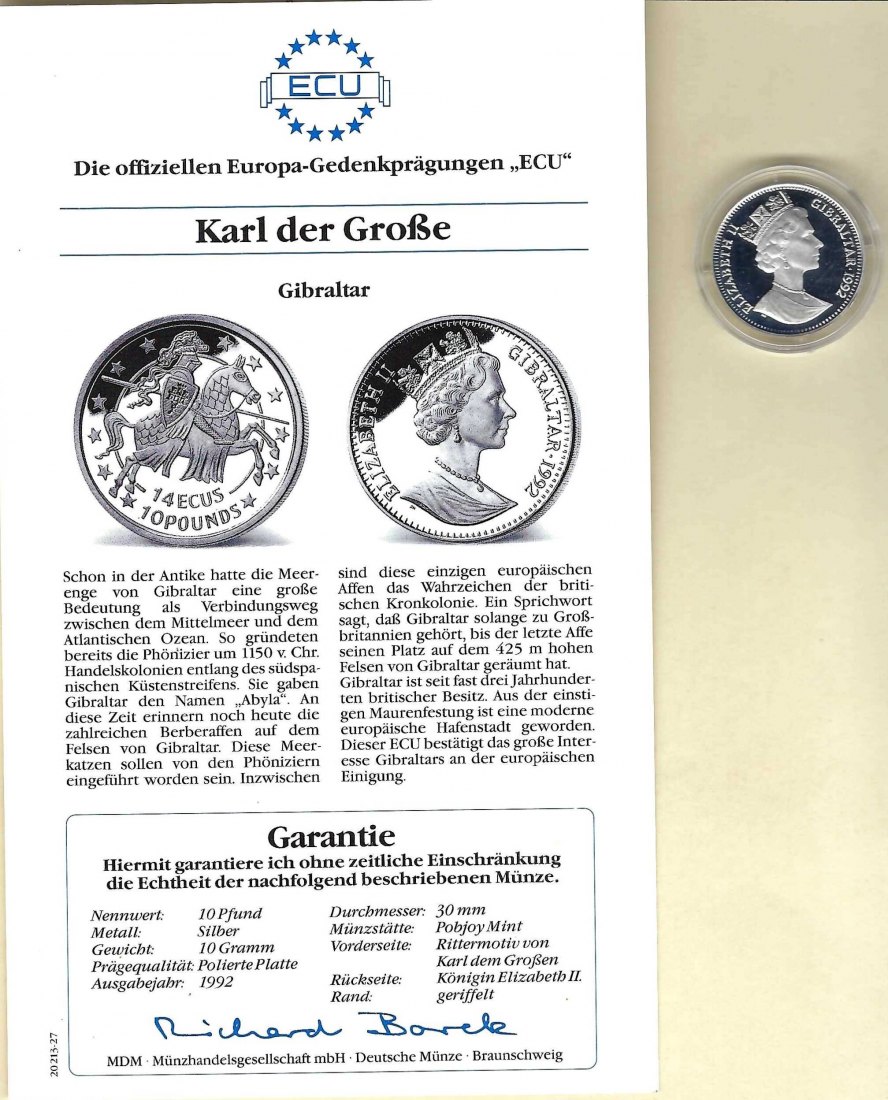 ECU
Die offiziellen Europa-Gedenkprägungen „ECU“
Karl der Große
Gibraltar
14 ECUS
10 POUNDS
ELIZABETH II
GIBRALTAR · 1992
Schon in der Antike hatte die Meer-
enge von Gibraltar eine große
Bedeutung als Verbindungsweg
zwischen dem Mittelmeer und dem
Atlantischen Ozean. So gründeten
bereits die Phönizier um 1150 v. Chr.
Handelskolonien entlang des südspa-
nischen Küstenstreifens. Sie gaben
Gibraltar den Namen „Abyla“. An
diese Zeit erinnern noch heute die
zahlreichen Berberaffen auf dem
Felsen von Gibraltar. Diese Meer-
katzen sollen von den Phöniziern
eingeführt worden sein. Inzwischen
sind diese einzigen europäischen
Affen das Wahrzeichen der briti-
schen Kronkolonie. Ein Sprichwort
sagt, daß Gibraltar solange zu Groß-
britannien gehört, bis der letzte Affe
seinen Platz auf dem 425 m hohen
Felsen von Gibraltar geräumt hat.
Gibraltar ist seit fast drei Jahrhunder-
ten britischer Besitz. Aus der einsti-
gen Maurenfestung ist eine moderne
europäische Hafenstadt geworden.
Dieser ECU bestätigt das große Inter-
esse Gibraltars an der europäischen
Einigung.
Garantie
Hiermit garantiere ich ohne zeitliche Einschränkung
die Echtheit der nachfolgend beschriebenen Münze.
Nennwert: 10 Pfund
Metall: Silber
Gewicht: 10 Gramm
Prägequalität: Polierte Platte
Ausgabejahr: 1992
Durchmesser: 30 mm
Münzstätte: Pobjoy Mint
Vorderseite: Rittermotiv von
Karl dem Großen
Rückseite: Königin Elizabeth II.
Rand: geriffelt
Richard Borek
MDM · Münzhandelsgesellschaft mbH · Deutsche Münze · Braunschweig
20 213-27
ELIZABETH II
GIBRALTAR · 1992